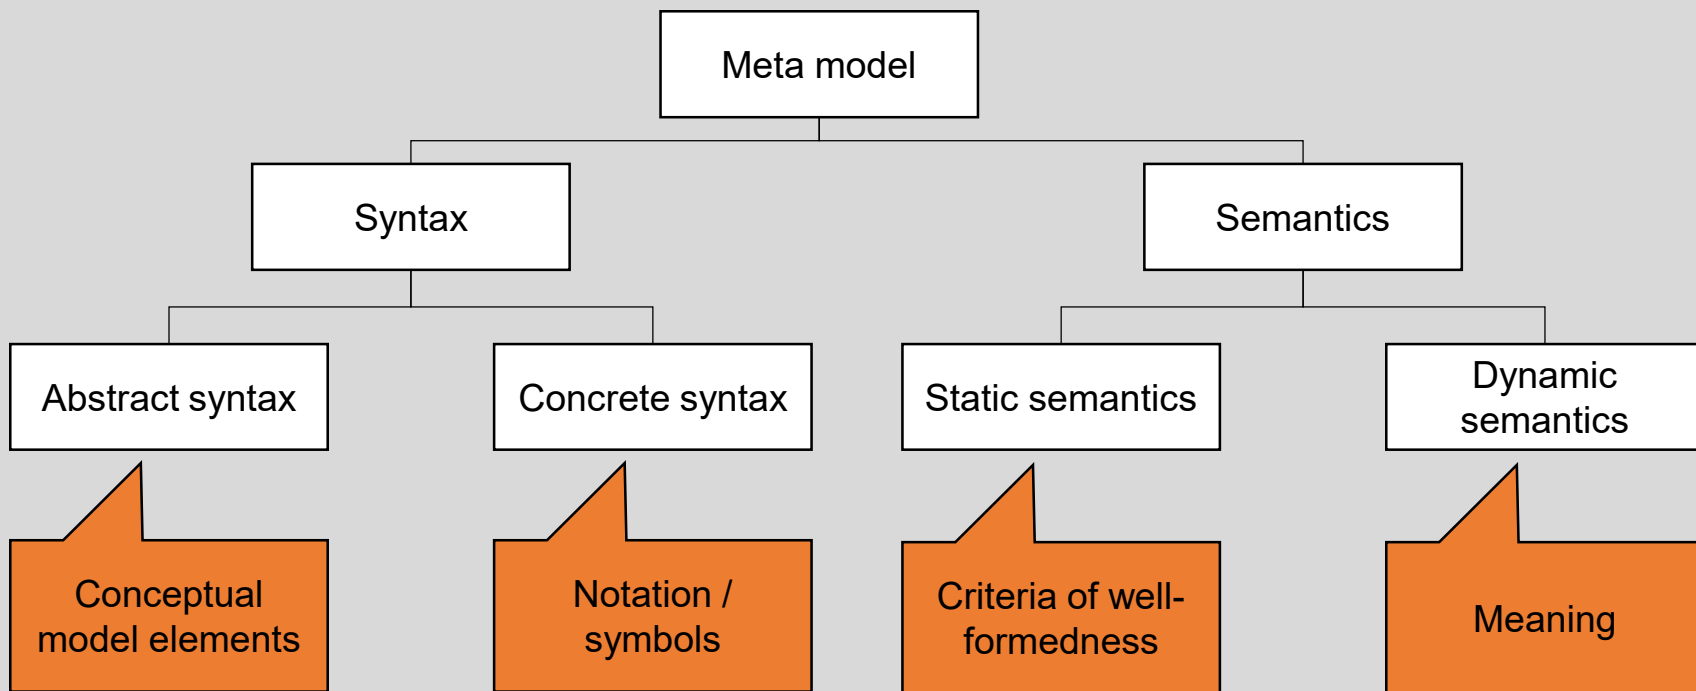 Meta model
Syntax
Semantics
Abstract syntax
Concrete syntax
Static semantics
Dynamic
semantics
Conceptual
model elements
Notation /
symbols
Criteria of well-
formedness
Meaning